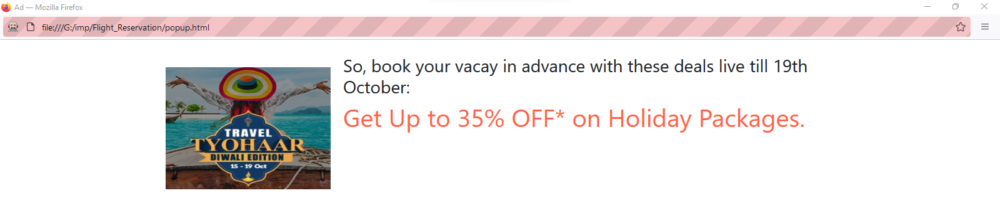 Ad — Mozilla Firefox
file:///G:/imp/Flight_Reservation/popup.html
So, book your vacay in advance with these deals live till 19th
October:
Get Up to 35% OFF* on Holiday Packages.
TRAVEL
TYOHAAR
DIWALI EDITION
15 - 19 Oct